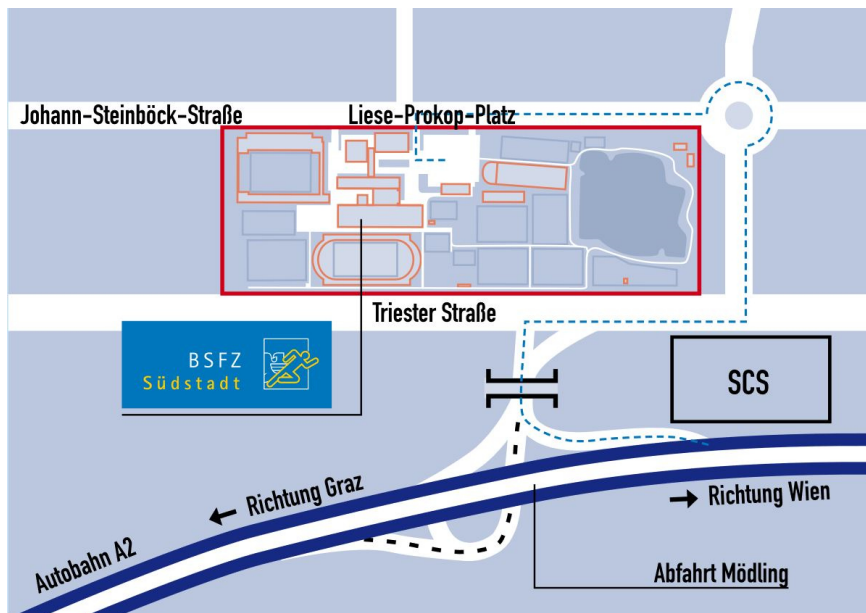 Johann-Steinböck-Straße
Liese-Prokop-Platz
Triester Straße
BSFZ
Südstadt
SCS
Richtung Graz
Richtung Wien
Autobahn A2
Abfahrt Mödling